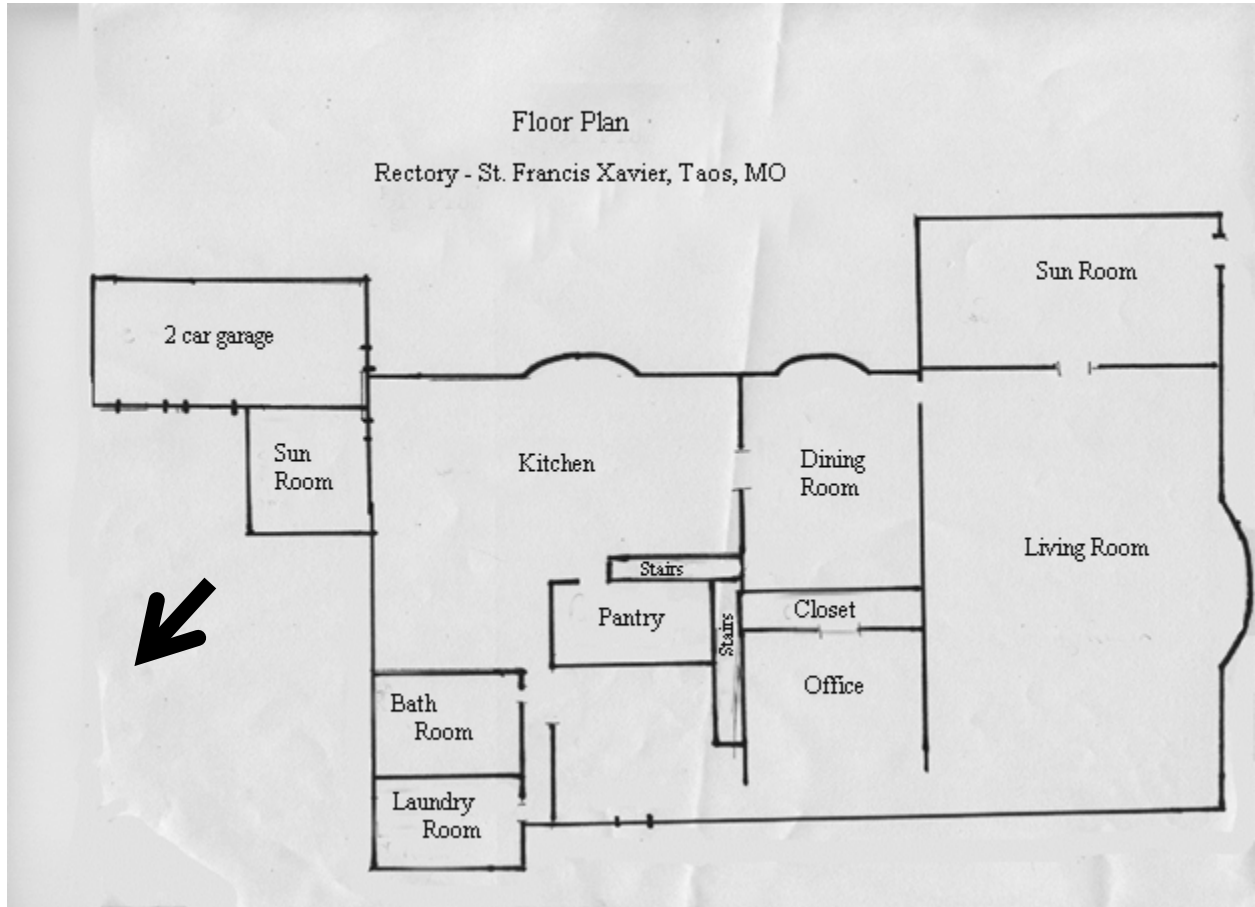 Floor Plan
Rectory - St. Francis Xavier, Taos, MO
Sun Room
2 car garage
Sun
Room
Kitchen
Dining
Room
Living Room
Stairs
Pantry
Stairs
Closet
Office
Bath
Room
Laundry
Room